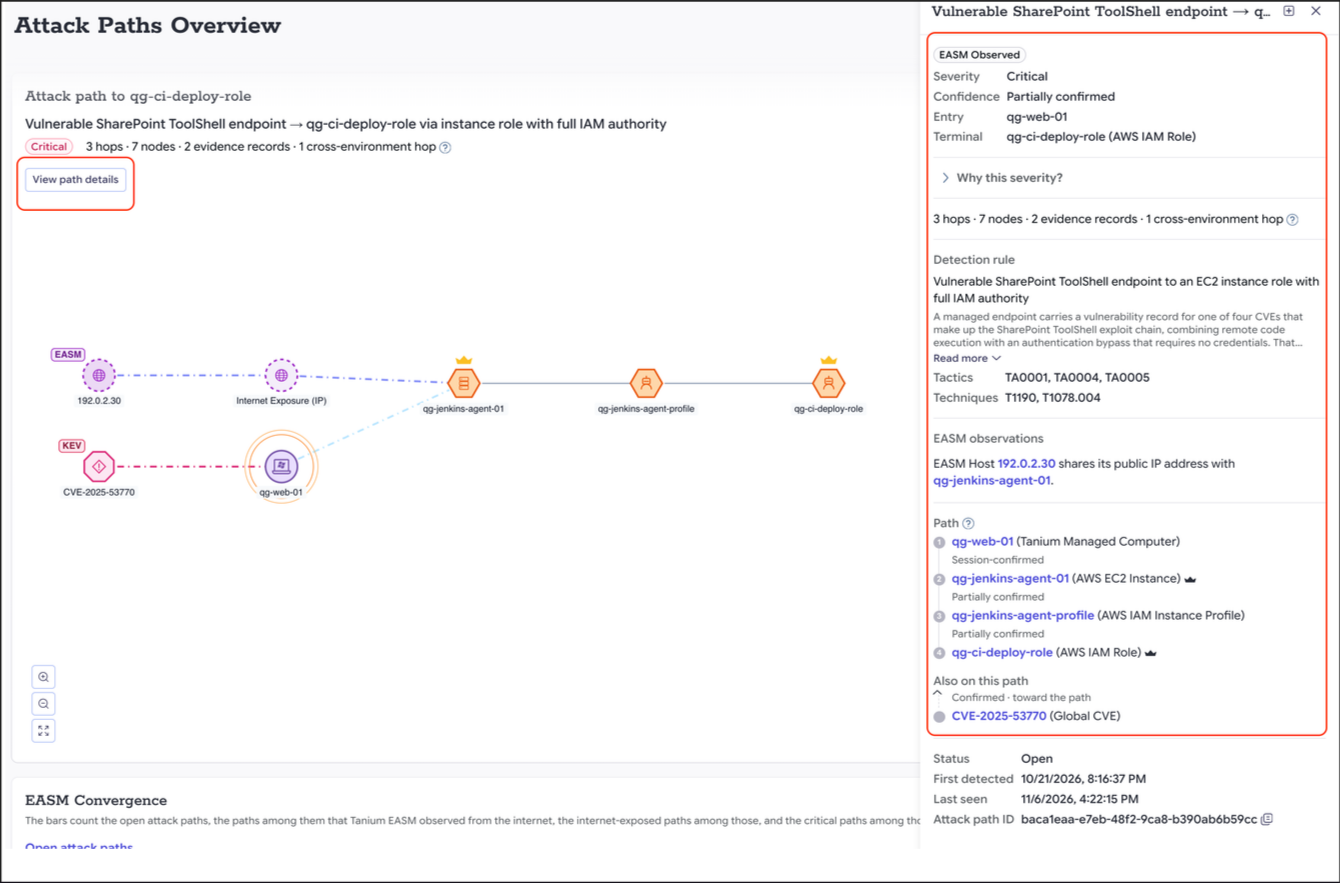 Attack Paths Overview
Attack path to qg-ci-deploy-role
Vulnerable SharePoint ToolShell endpoint → qg-ci-deploy-role via instance role with full IAM authority
Critical 3 hops · 7 nodes · 2 evidence records · 1 cross-environment hop ?
View path details
EASM
192.0.2.30
Internet Exposure (IP)
qg-jenkins-agent-01
qg-jenkins-agent-profile
qg-ci-deploy-role
KEV
CVE-2025-53770
qg-web-01
EASM Convergence
The bars count the open attack paths, the paths among them that Tanium EASM observed from the internet, the internet-exposed paths among those, and the critical paths among tho
Open attack paths
Vulnerable SharePoint ToolShell endpoint → q...
EASM Observed
Severity Critical
Confidence Partially confirmed
Entry qg-web-01
Terminal qg-ci-deploy-role (AWS IAM Role)
Why this severity?
3 hops · 7 nodes · 2 evidence records · 1 cross-environment hop ?
Detection rule
Vulnerable SharePoint ToolShell endpoint to an EC2 instance role with
full IAM authority
A managed endpoint carries a vulnerability record for one of four CVEs that
make up the SharePoint ToolShell exploit chain, combining remote code
execution with an authentication bypass that requires no credentials. That...
Read more
Tactics TA0001, TA0004, TA0005
Techniques T1190, T1078.004
EASM observations
EASM Host 192.0.2.30 shares its public IP address with
qg-jenkins-agent-01.
Path ?
1 qg-web-01 (Tanium Managed Computer)
Session-confirmed
2 qg-jenkins-agent-01 (AWS EC2 Instance)
Partially confirmed
3 qg-jenkins-agent-profile (AWS IAM Instance Profile)
Partially confirmed
4 qg-ci-deploy-role (AWS IAM Role)
Also on this path
Confirmed · toward the path
CVE-2025-53770 (Global CVE)
Status Open
First detected 10/21/2026, 8:16:37 PM
Last seen 11/6/2026, 4:22:15 PM
Attack path ID baca1eaa-e7eb-48f2-9ca8-b390ab6b59cc